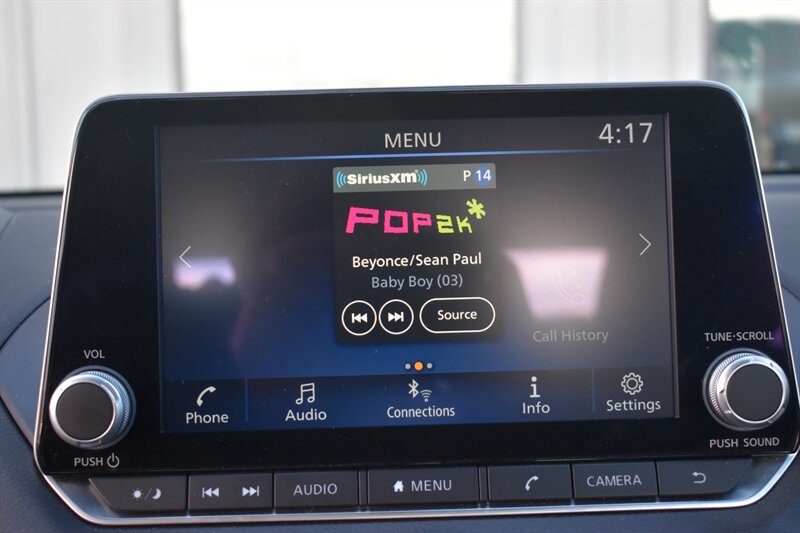 MENU
4:17
SiriusXM P 14
POP2K*
Beyonce/Sean Paul
Baby Boy (03)
Source
Call History
Phone Audio Connections Info Settings
VOL
PUSH
TUNE·SCROLL
PUSH SOUND
AUDIO MENU CAMERA